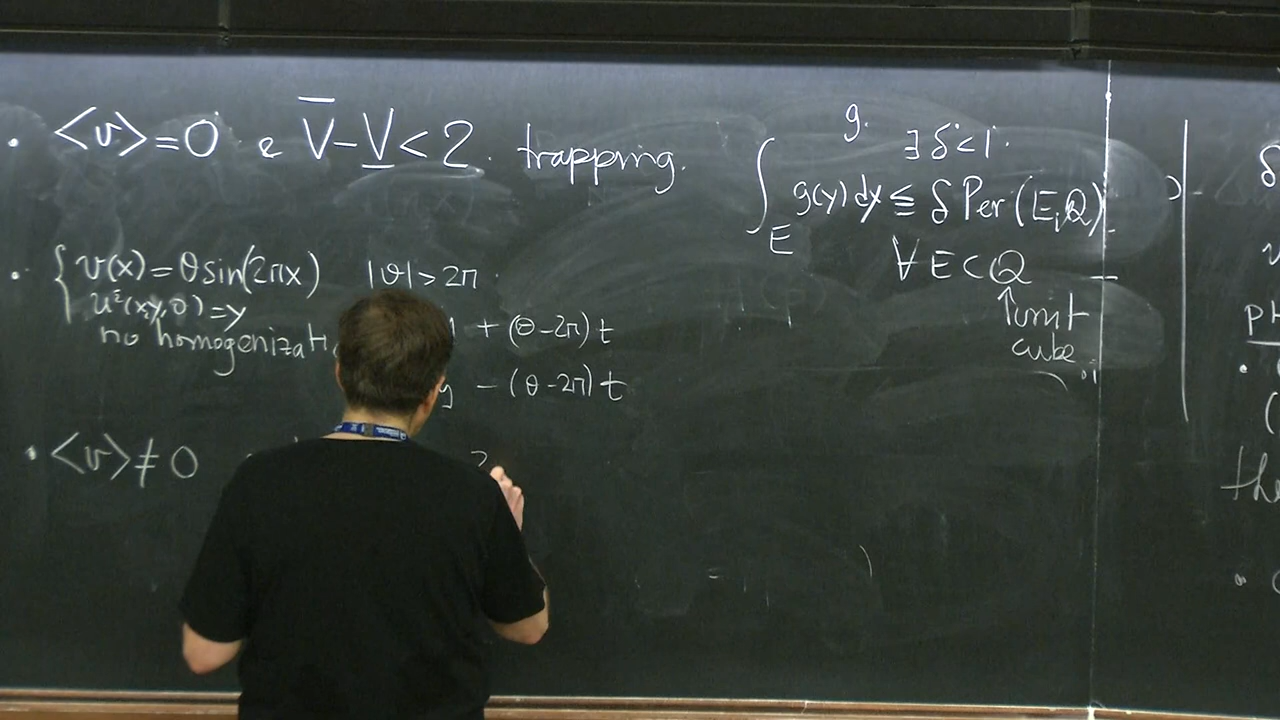 · <v> = 0 e V̅ - V̲ < 2. trapping.
· { v(x) = θ sin(2πx) |θ| > 2π
u^ε(x,y,0) = y
no homogenizat
+ (θ-2π) t
y - (θ-2π) t
· <v> ≠ 0
g.
∃ δ < 1.
∫_E g(y) dy ≤ δ Per(E, Q)
∀ E ⊂ Q
↑ unit
cube
δ